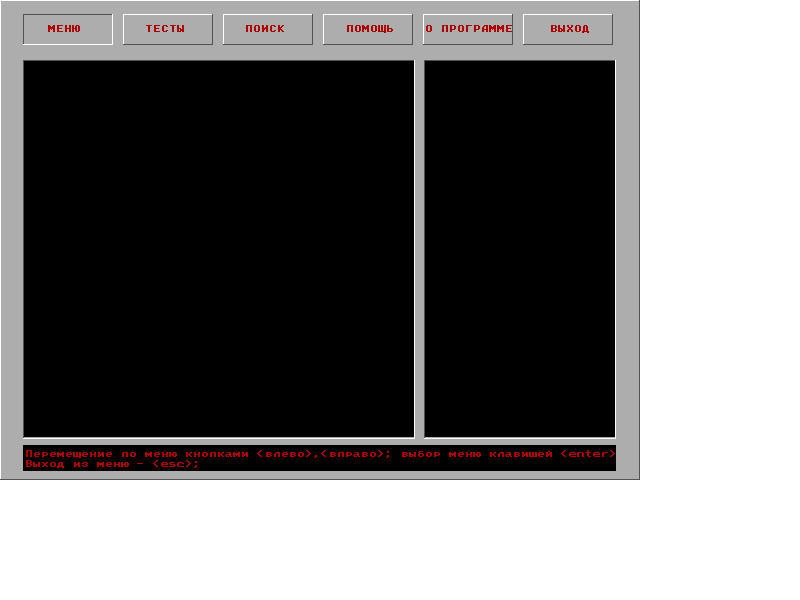 МЕНЮ ТЕСТЫ ПОИСК ПОМОЩЬ О ПРОГРАММЕ ВЫХОД
Перемещение по меню кнопками <влево>,<вправо>; выбор меню клавишей <enter>
Выход из меню - <esc>;